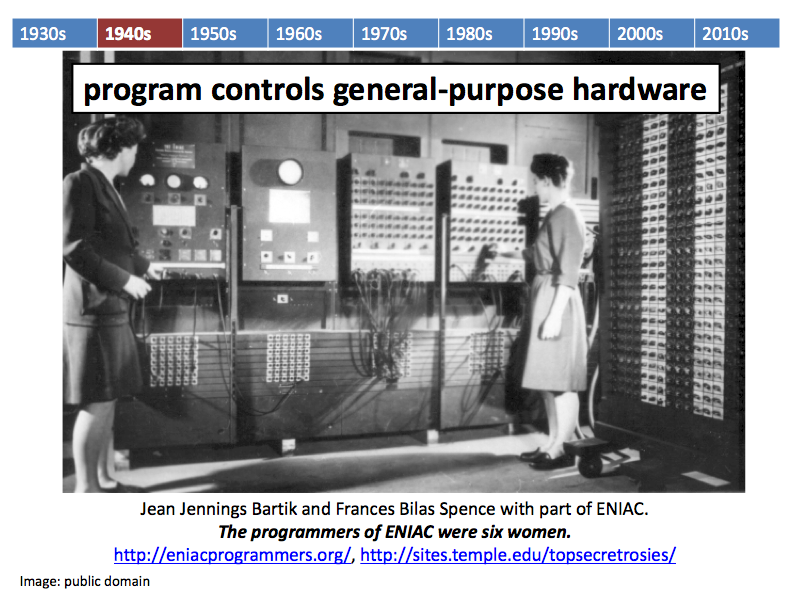 1930s 1940s 1950s 1960s 1970s 1980s 1990s 2000s 2010s
program controls general-purpose hardware
Jean Jennings Bartik and Frances Bilas Spence with part of ENIAC.
The programmers of ENIAC were six women.
http://eniacprogrammers.org/, http://sites.temple.edu/topsecretrosies/
Image: public domain